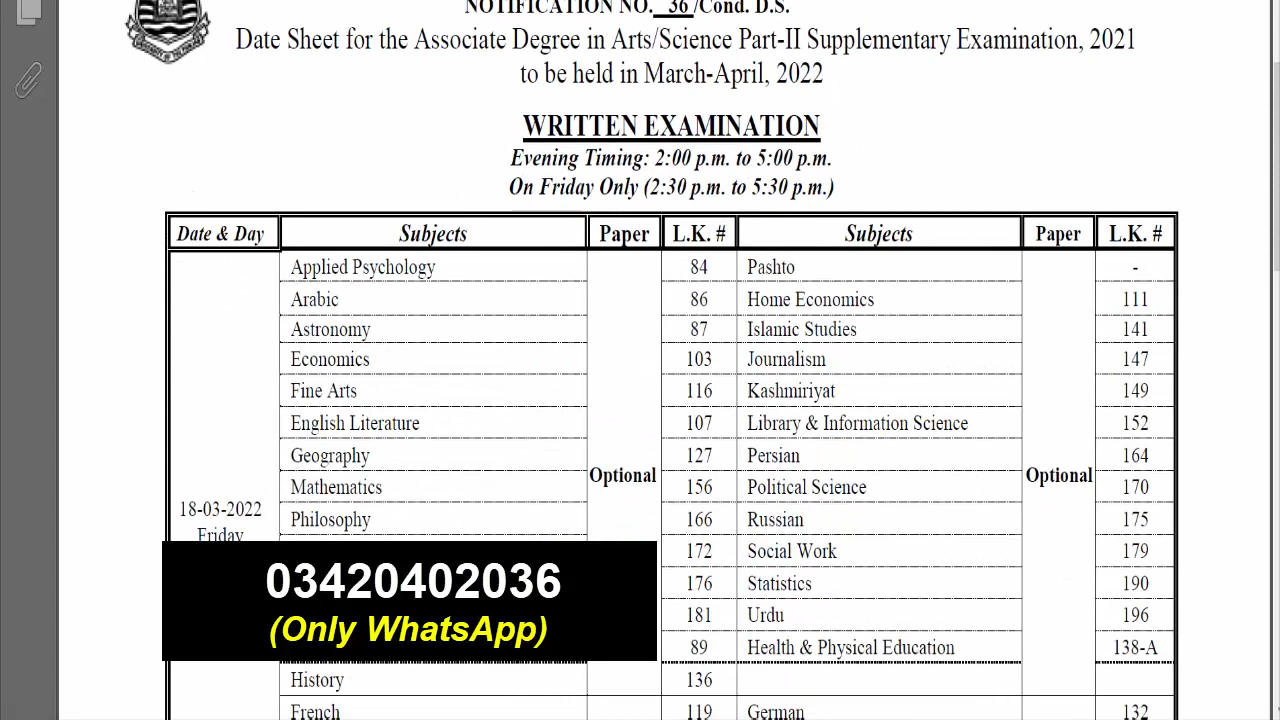 NOTIFICATION NO. 36 /Cond. D.S.
Date Sheet for the Associate Degree in Arts/Science Part-II Supplementary Examination, 2021
to be held in March-April, 2022
WRITTEN EXAMINATION
Evening Timing: 2:00 p.m. to 5:00 p.m.
On Friday Only (2:30 p.m. to 5:30 p.m.)
Date & Day Subjects Paper L.K. # Subjects Paper L.K. #
Applied Psychology 84 Pashto -
Arabic 86 Home Economics 111
Astronomy 87 Islamic Studies 141
Economics 103 Journalism 147
Fine Arts 116 Kashmiriyat 149
English Literature 107 Library & Information Science 152
Geography 127 Persian 164
Optional Optional
Mathematics 156 Political Science 170
18-03-2022
Philosophy 166 Russian 175
Friday
172 Social Work 179
176 Statistics 190
181 Urdu 196
89 Health & Physical Education 138-A
03420402036
(Only WhatsApp)
History 136
French 119 German 132